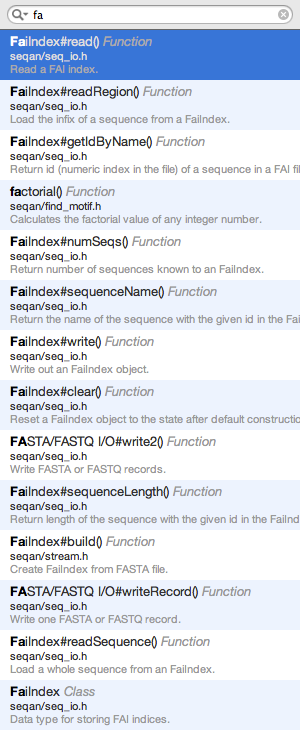 fa
FaiIndex#read() Function
seqan/seq_io.h
Read a FAI index.
FaiIndex#readRegion() Function
seqan/seq_io.h
Load the infix of a sequence from a FaiIndex.
FaiIndex#getIdByName() Function
seqan/seq_io.h
Return id (numeric index in the file) of a sequence in a FAI fil
factorial() Function
seqan/find_motif.h
Calculates the factorial value of any integer number.
FaiIndex#numSeqs() Function
seqan/seq_io.h
Return number of sequences known to an FaiIndex.
FaiIndex#sequenceName() Function
seqan/seq_io.h
Return the name of the sequence with the given id in the Fai
FaiIndex#write() Function
seqan/seq_io.h
Write out an FaiIndex object.
FaiIndex#clear() Function
seqan/seq_io.h
Reset a FaiIndex object to the state after default constructio
FASTA/FASTQ I/O#write2() Function
seqan/seq_io.h
Write FASTA or FASTQ records.
FaiIndex#sequenceLength() Function
seqan/seq_io.h
Return length of the sequence with the given id in the FaiInd
FaiIndex#build() Function
seqan/stream.h
Create FaiIndex from FASTA file.
FASTA/FASTQ I/O#writeRecord() Function
seqan/seq_io.h
Write one FASTA or FASTQ record.
FaiIndex#readSequence() Function
seqan/seq_io.h
Load a whole sequence from an FaiIndex.
FaiIndex Class
seqan/seq_io.h
Data type for storing FAI indices.